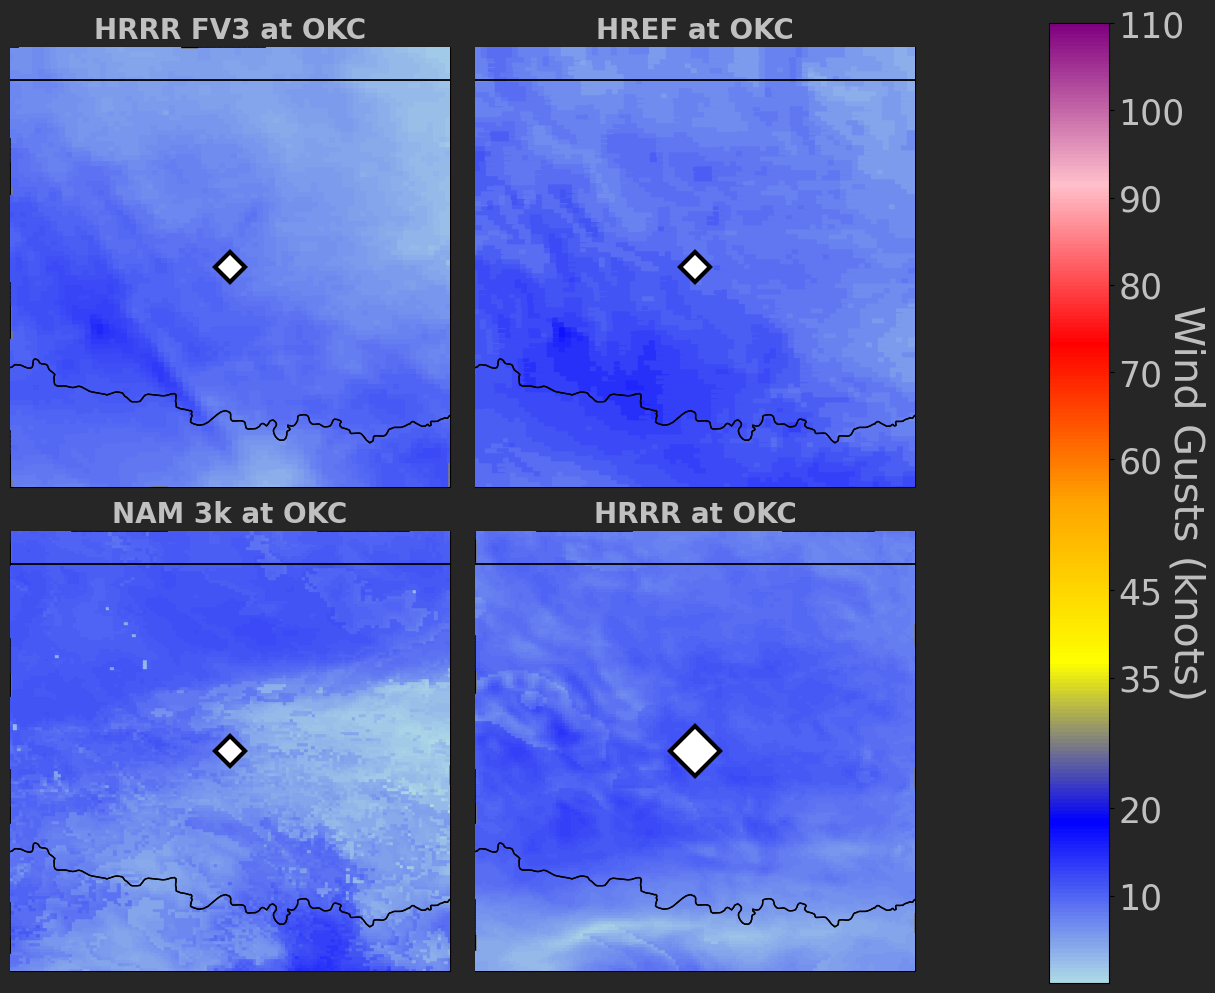 HRRR FV3 at OKC
HREF at OKC
NAM 3k at OKC
HRRR at OKC
110
100
90
80
70
60
45
35
20
10
Wind Gusts (knots)